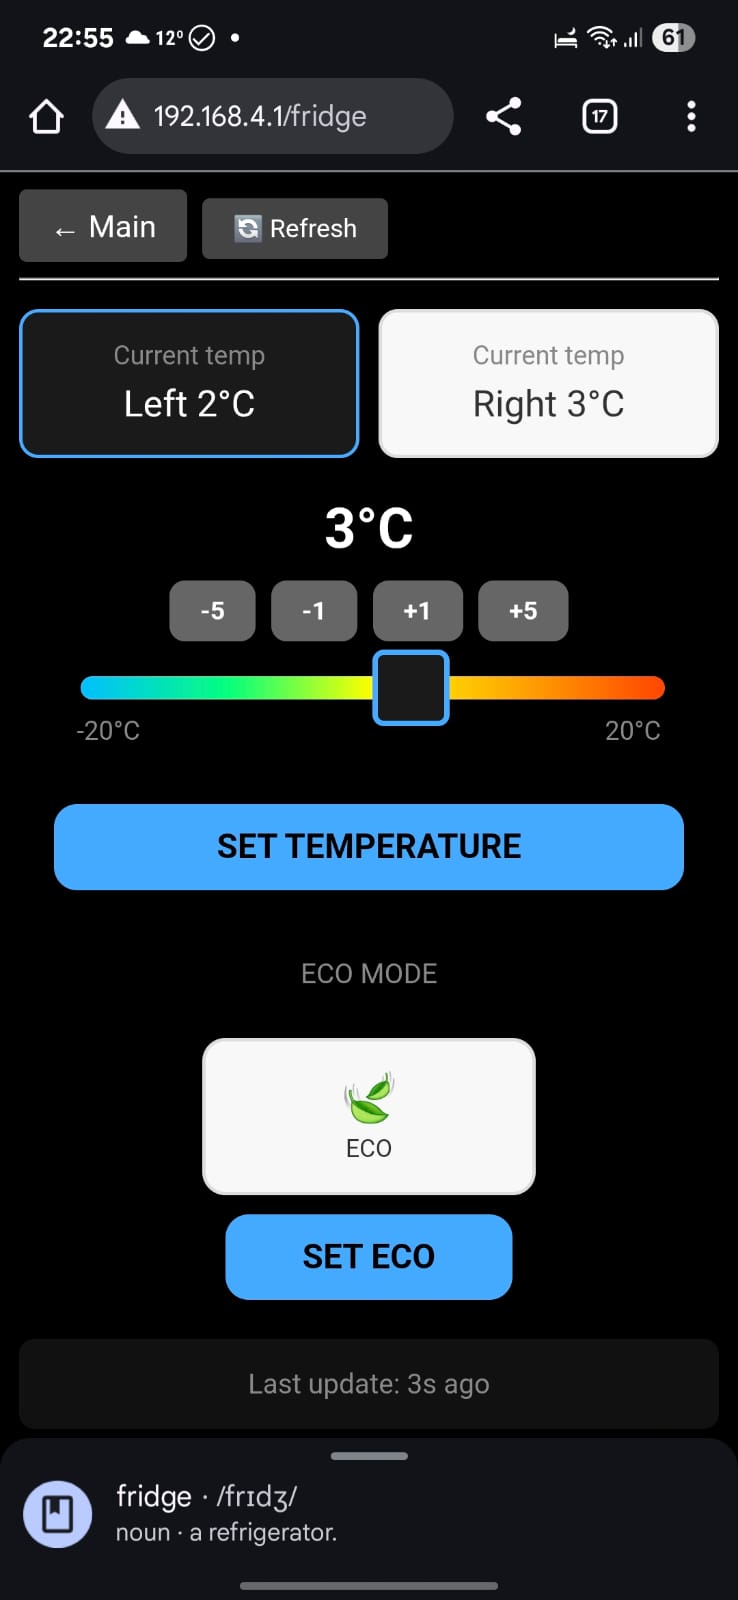 22:55 12° 61
192.168.4.1/fridge 17
← Main Refresh
Current temp
Left 2°C
Current temp
Right 3°C
3°C
-5 -1 +1 +5
-20°C 20°C
SET TEMPERATURE
ECO MODE
ECO
SET ECO
Last update: 3s ago
fridge · /frɪdʒ/
noun · a refrigerator.